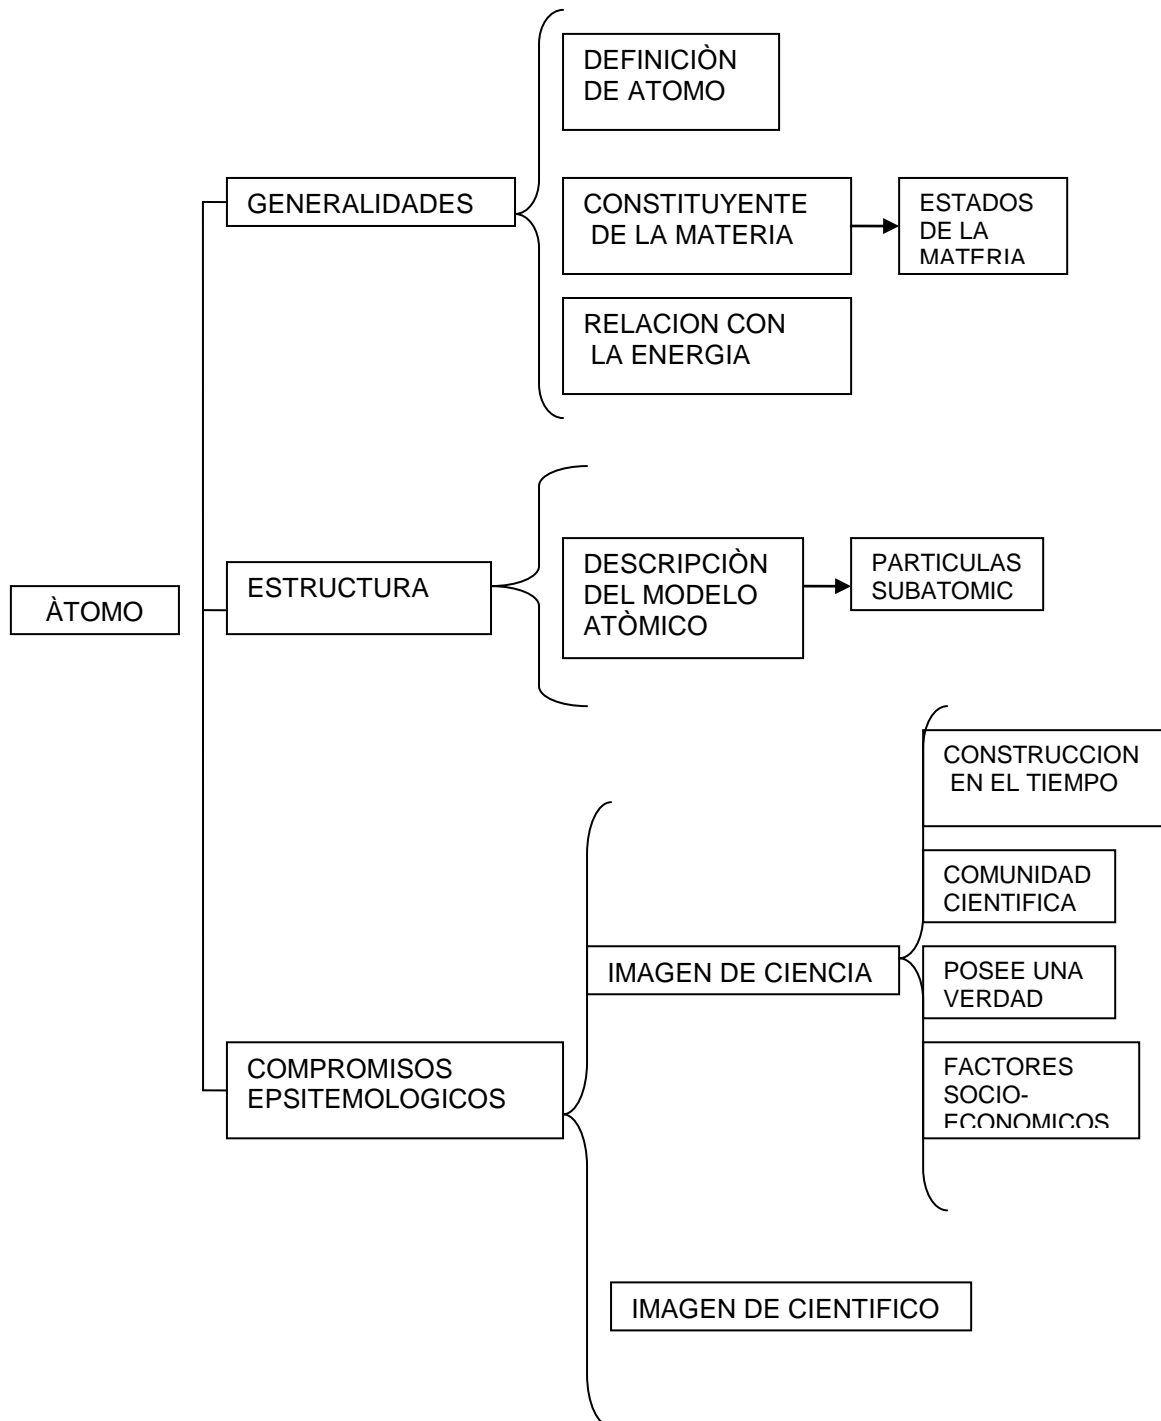 DEFINICIÒN
DE ATOMO
GENERALIDADES
CONSTITUYENTE
DE LA MATERIA
ESTADOS
DE LA
MATERIA
RELACION CON
LA ENERGIA
ÀTOMO
ESTRUCTURA
DESCRIPCIÒN
DEL MODELO
ATÒMICO
PARTICULAS
SUBATOMIC
COMPROMISOS
EPSITEMOLOGICOS
IMAGEN DE CIENCIA
CONSTRUCCION
EN EL TIEMPO
COMUNIDAD
CIENTIFICA
POSEE UNA
VERDAD
FACTORES
SOCIO-
ECONOMICOS
IMAGEN DE CIENTIFICO